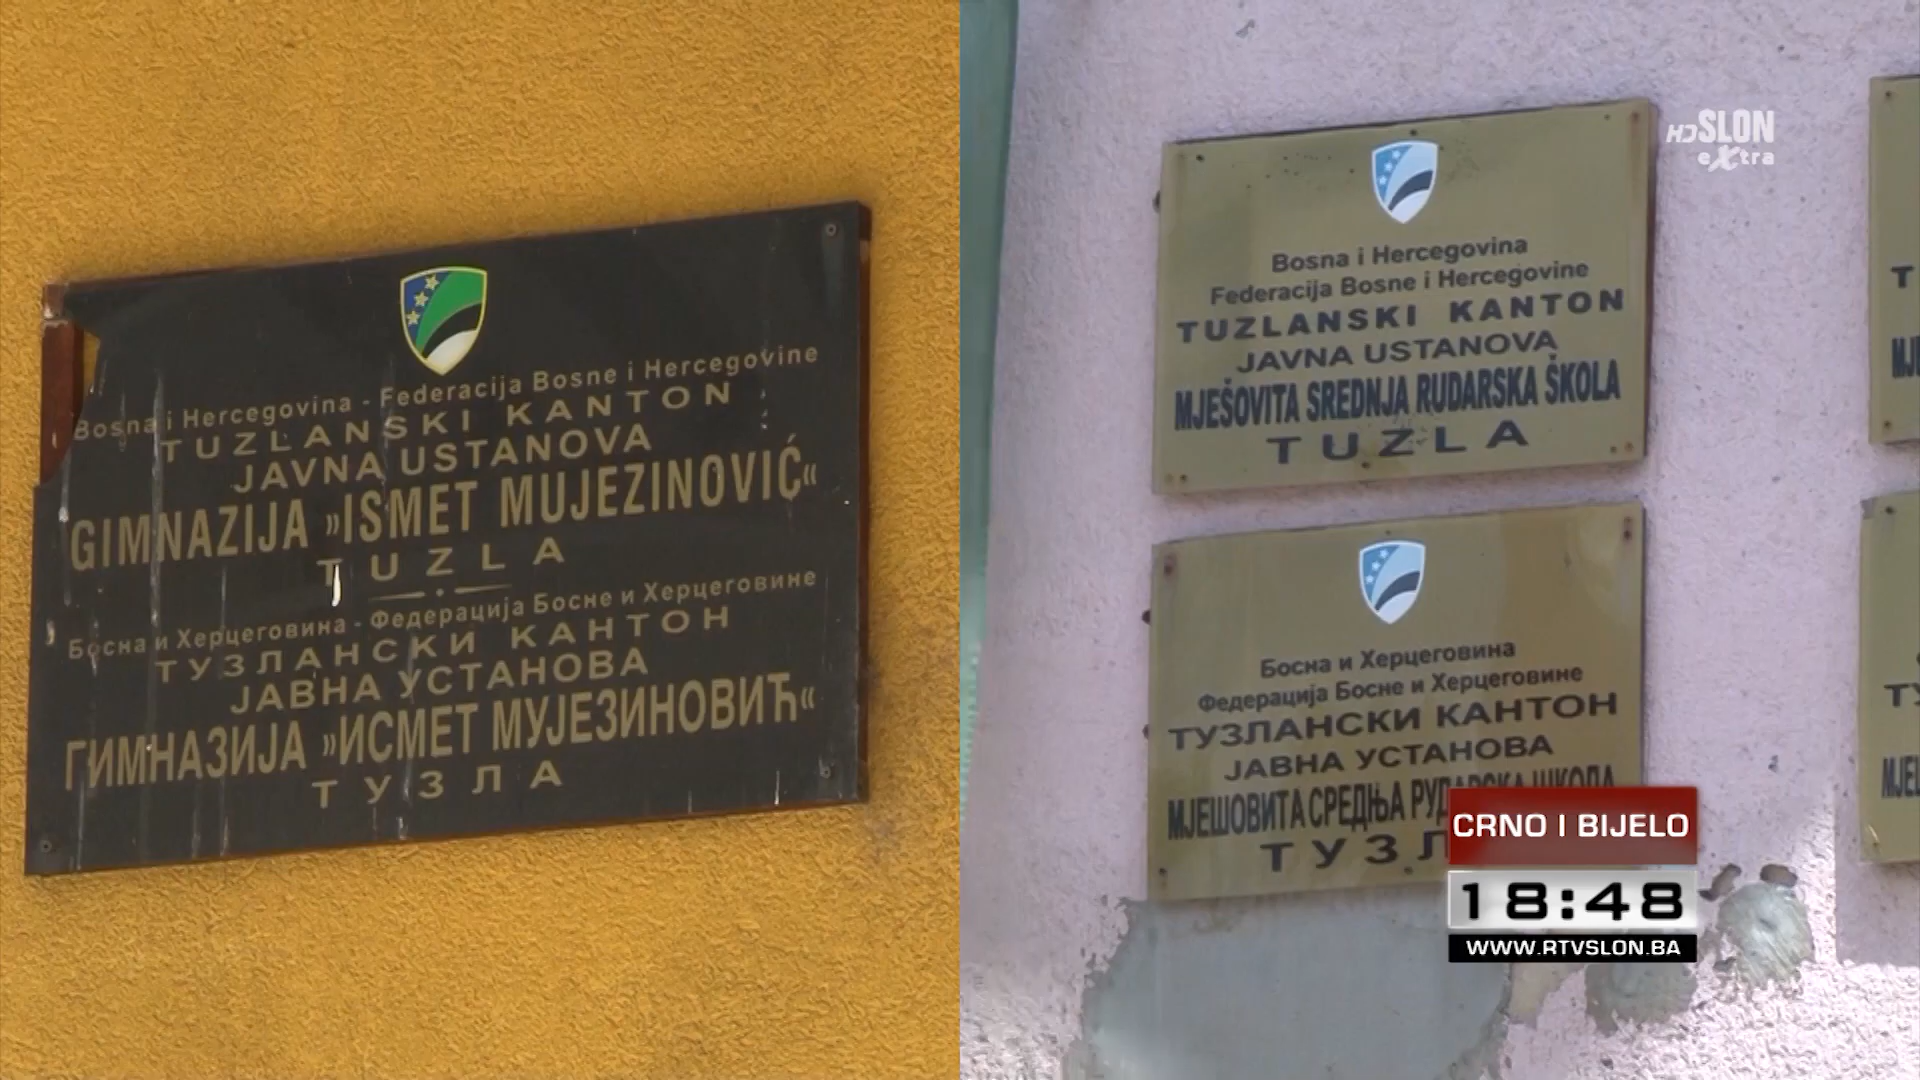 Bosna i Hercegovina - Federacija Bosne i Hercegovine
TUZLANSKI KANTON
JAVNA USTANOVA
GIMNAZIJA »ISMET MUJEZINOVIĆ«
TUZLA
Босна и Херцеговина - Федерација Босне и Херцеговине
ТУЗЛАНСКИ КАНТОН
ЈАВНА УСТАНОВА
ГИМНАЗИЈА »ИСМЕТ МУЈЕЗИНОВИЋ«
ТУЗЛА
HD SLON
extra
Bosna i Hercegovina
Federacija Bosne i Hercegovine
TUZLANSKI KANTON
JAVNA USTANOVA
MJEŠOVITA SREDNJA RUDARSKA ŠKOLA
TUZLA
Босна и Херцеговина
Федерација Босне и Херцеговине
ТУЗЛАНСКИ КАНТОН
ЈАВНА УСТАНОВА
МЈЕШОВИТА СРЕДЊА РУДАРСКА ШКОЛА
ТУЗЛ
CRNO I BIJELO
18:48
WWW.RTVSLON.BA